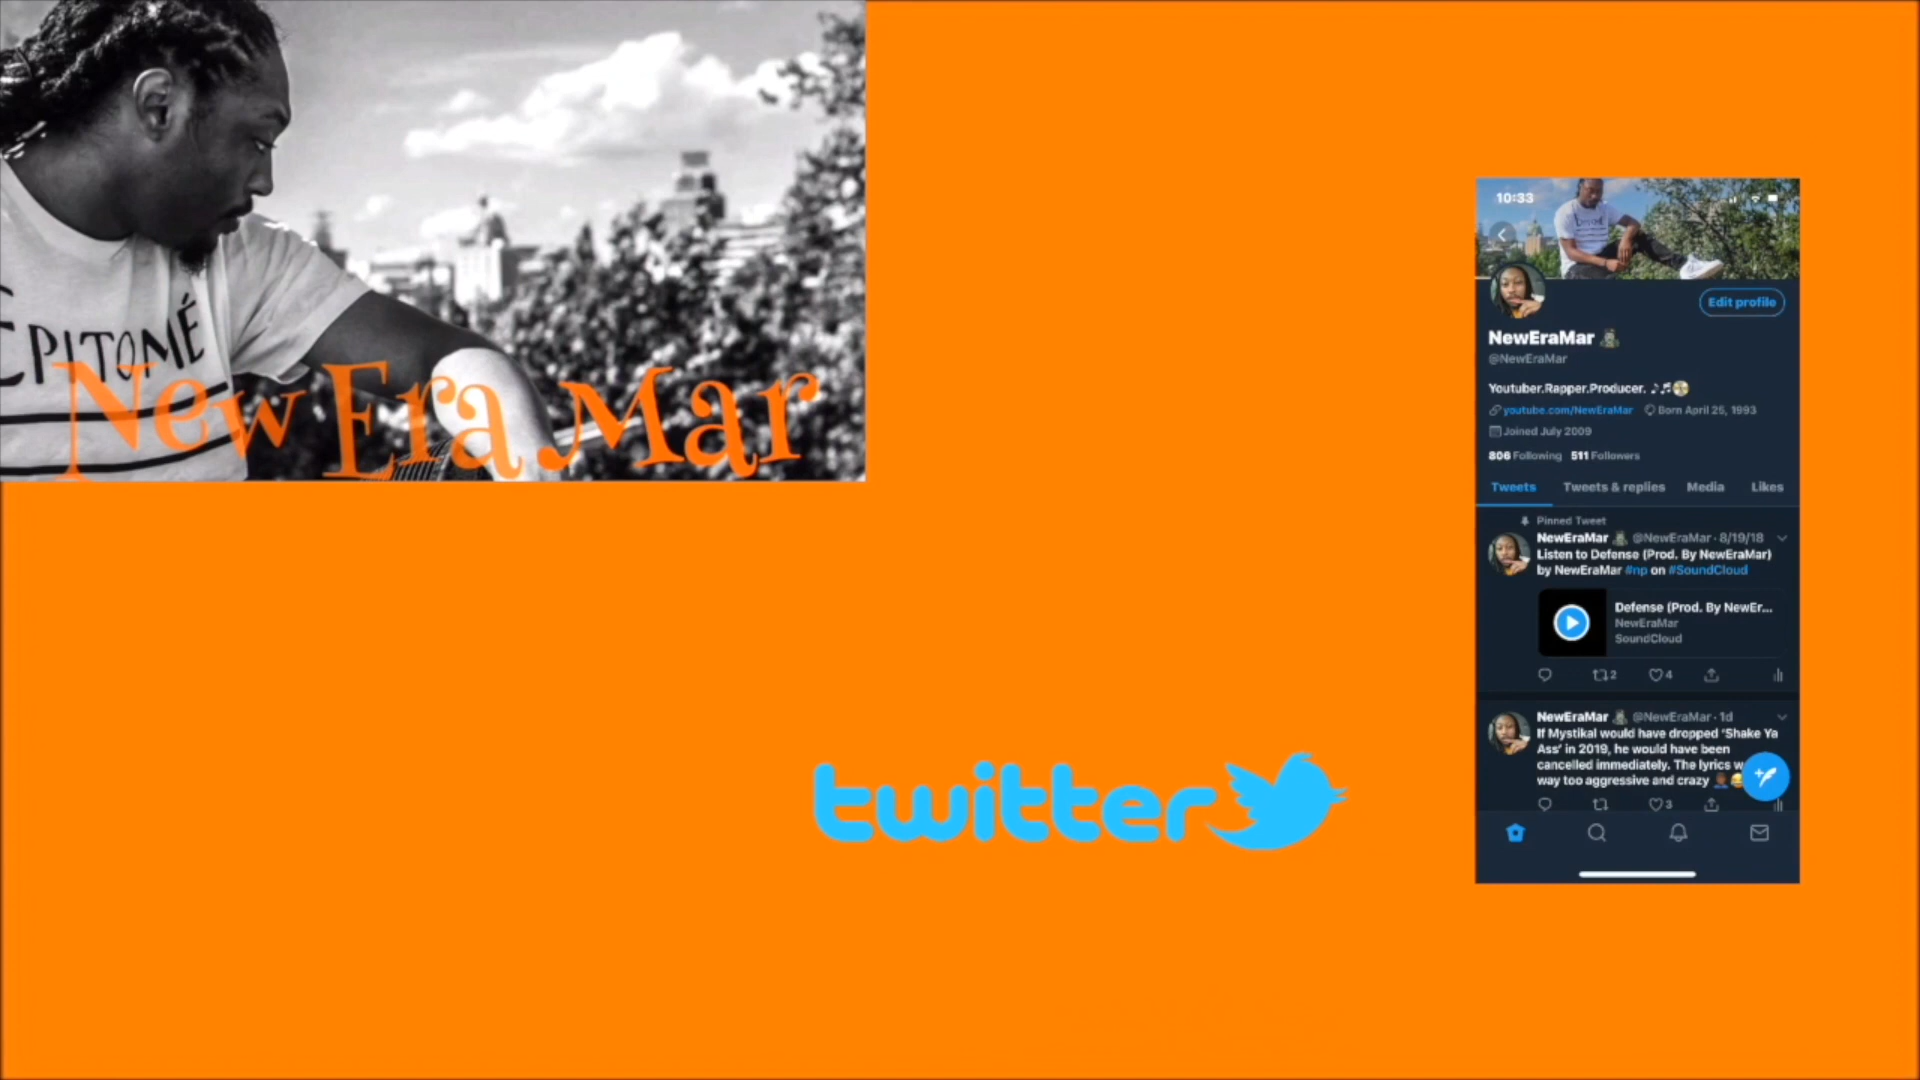 EPITOMÉ
New Era Mar
twitter
10:33
EPITOMÉ
Edit profile
NewEraMar
@NewEraMar
Youtuber.Rapper.Producer.
youtube.com/NewEraMar Born April 25, 1993
Joined July 2009
806 Following 511 Followers
Tweets Tweets & replies Media Likes
Pinned Tweet
NewEraMar @NewEraMar · 8/19/18
Listen to Defense (Prod. By NewEraMar)
by NewEraMar #np on #SoundCloud
Defense (Prod. By NewEr...
NewEraMar
SoundCloud
2 4
NewEraMar @NewEraMar · 1d
If Mystikal would have dropped ‘Shake Ya
Ass’ in 2019, he would have been
cancelled immediately. The lyrics w
way too aggressive and crazy
3